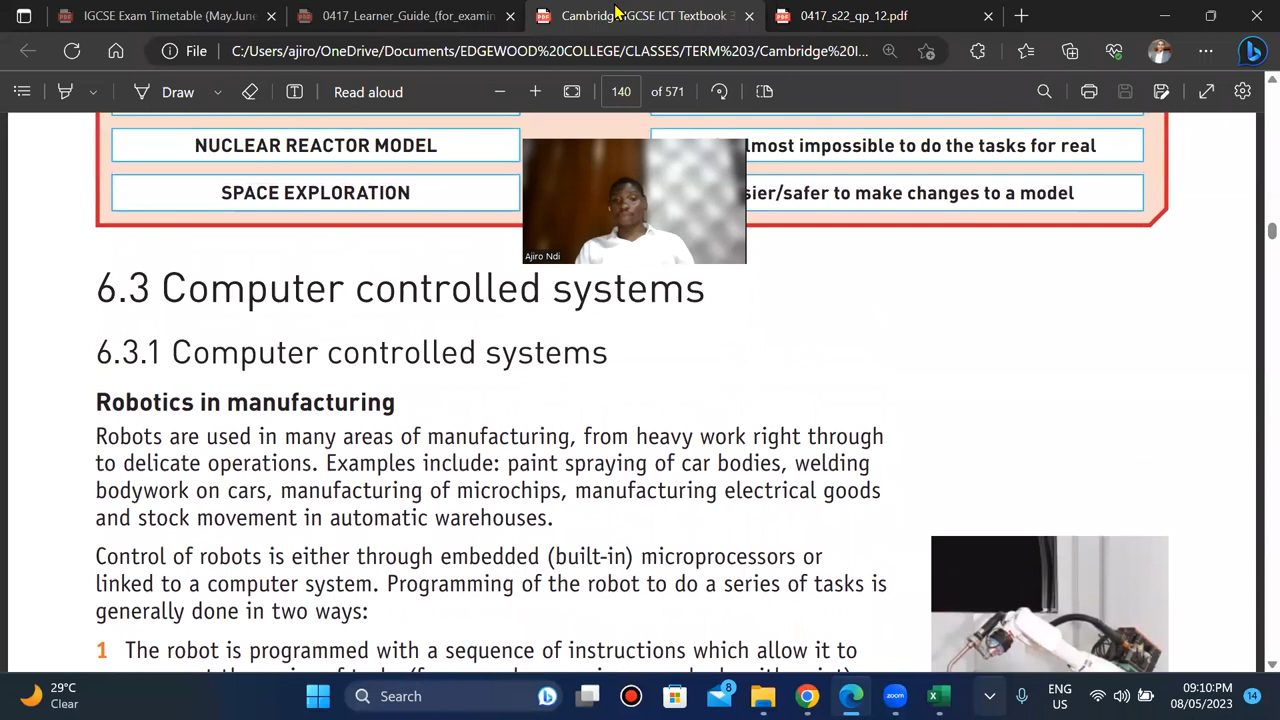 IGCSE Exam Timetable (May.June
0417_Learner_Guide_(for_examin
Cambridge IGCSE ICT Textbook 3
0417_s22_qp_12.pdf
File
C:/Users/ajiro/OneDrive/Documents/EDGEWOOD%20COLLEGE/CLASSES/TERM%203/Cambridge%20I...
Draw
Read aloud
140 of 571
NUCLEAR REACTOR MODEL
lmost impossible to do the tasks for real
SPACE EXPLORATION
sier/safer to make changes to a model
Ajiro Ndi
6.3 Computer controlled systems
6.3.1 Computer controlled systems
Robotics in manufacturing
Robots are used in many areas of manufacturing, from heavy work right through
to delicate operations. Examples include: paint spraying of car bodies, welding
bodywork on cars, manufacturing of microchips, manufacturing electrical goods
and stock movement in automatic warehouses.
Control of robots is either through embedded (built-in) microprocessors or
linked to a computer system. Programming of the robot to do a series of tasks is
generally done in two ways:
1 The robot is programmed with a sequence of instructions which allow it to
29°C
Clear
Search
8
ENG
UK
09:10:PM
08/05/2023
14